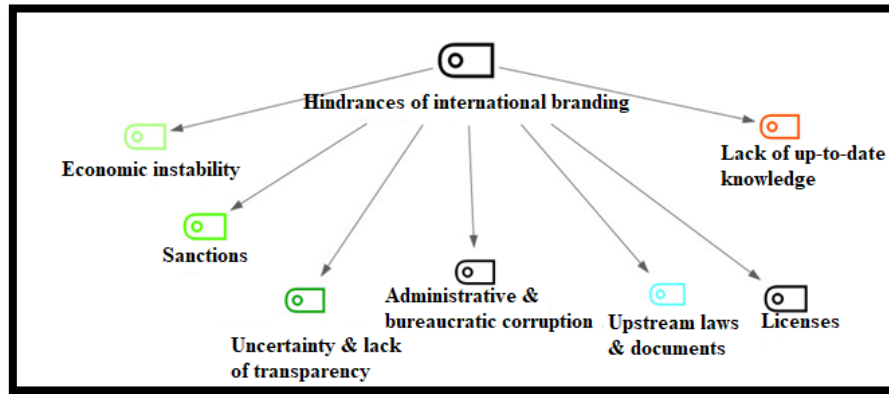 Hindrances of international branding
Economic instability
Lack of up-to-date
knowledge
Sanctions
Administrative &
bureaucratic corruption
Upstream laws
& documents
Licenses
Uncertainty & lack
of transparency